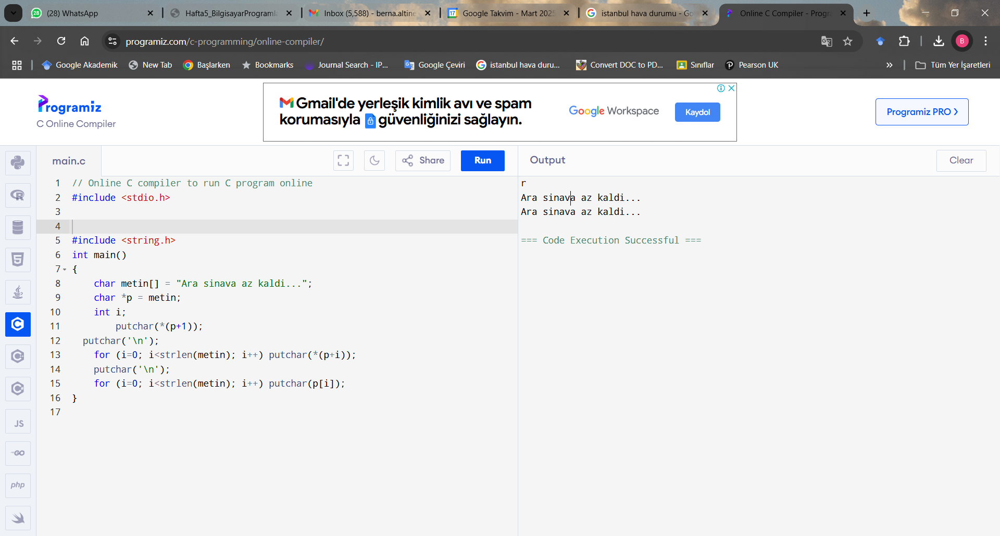 28 (28) WhatsApp
Hafta5_BilgisayarProgramla
Inbox (5,588) - berna.altine
17 Google Takvim - Mart 2025
istanbul hava durumu - Go
Online C Compiler - Progra
programiz.com/c-programming/online-compiler/
B
Google Akademik
New Tab
Başlarken
Bookmarks
Journal Search - IP...
Google Çeviri
istanbul hava duru...
Convert DOC to PD...
Sınıflar
Pearson UK
Tüm Yer İşaretleri
Programiz
C Online Compiler
Gmail'de yerleşik kimlik avı ve spam
korumasıyla güvenliğinizi sağlayın.
Google Workspace
Kaydol
Programiz PRO
main.c
Share
Run
Output
Clear
1 // Online C compiler to run C program online
2 #include <stdio.h>
3
4
5 #include <string.h>
6 int main()
7 {
8 char metin[] = "Ara sinava az kaldi...";
9 char *p = metin;
10 int i;
11 putchar(*(p+1));
12 putchar('\n');
13 for (i=0; i<strlen(metin); i++) putchar(*(p+i));
14 putchar('\n');
15 for (i=0; i<strlen(metin); i++) putchar(p[i]);
16 }
17
r
Ara sinava az kaldi...
Ara sinava az kaldi...
=== Code Execution Successful ===
R
5
C
C
JS
GO
php